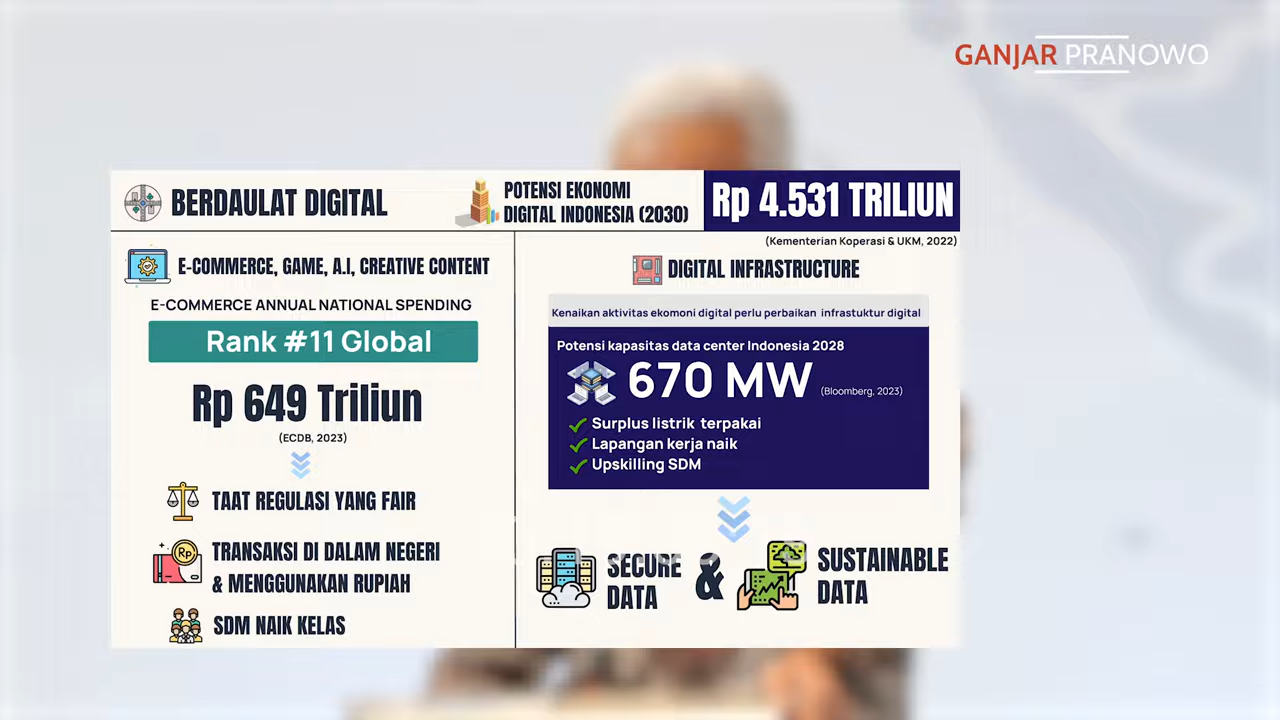 GANJAR PRANOWO
BERDAULAT DIGITAL
POTENSI EKONOMI
DIGITAL INDONESIA (2030)
Rp 4.531 TRILIUN
(Kementerian Koperasi & UKM, 2022)
E-COMMERCE, GAME, A.I, CREATIVE CONTENT
E-COMMERCE ANNUAL NATIONAL SPENDING
Rank #11 Global
Rp 649 Triliun
(ECDB, 2023)
TAAT REGULASI YANG FAIR
Rp
TRANSAKSI DI DALAM NEGERI
& MENGGUNAKAN RUPIAH
SDM NAIK KELAS
DIGITAL INFRASTRUCTURE
Kenaikan aktivitas ekomoni digital perlu perbaikan infrastuktur digital
Potensi kapasitas data center Indonesia 2028
670 MW
(Bloomberg, 2023)
Surplus listrik terpakai
Lapangan kerja naik
Upskilling SDM
SECURE
DATA
&
SUSTAINABLE
DATA